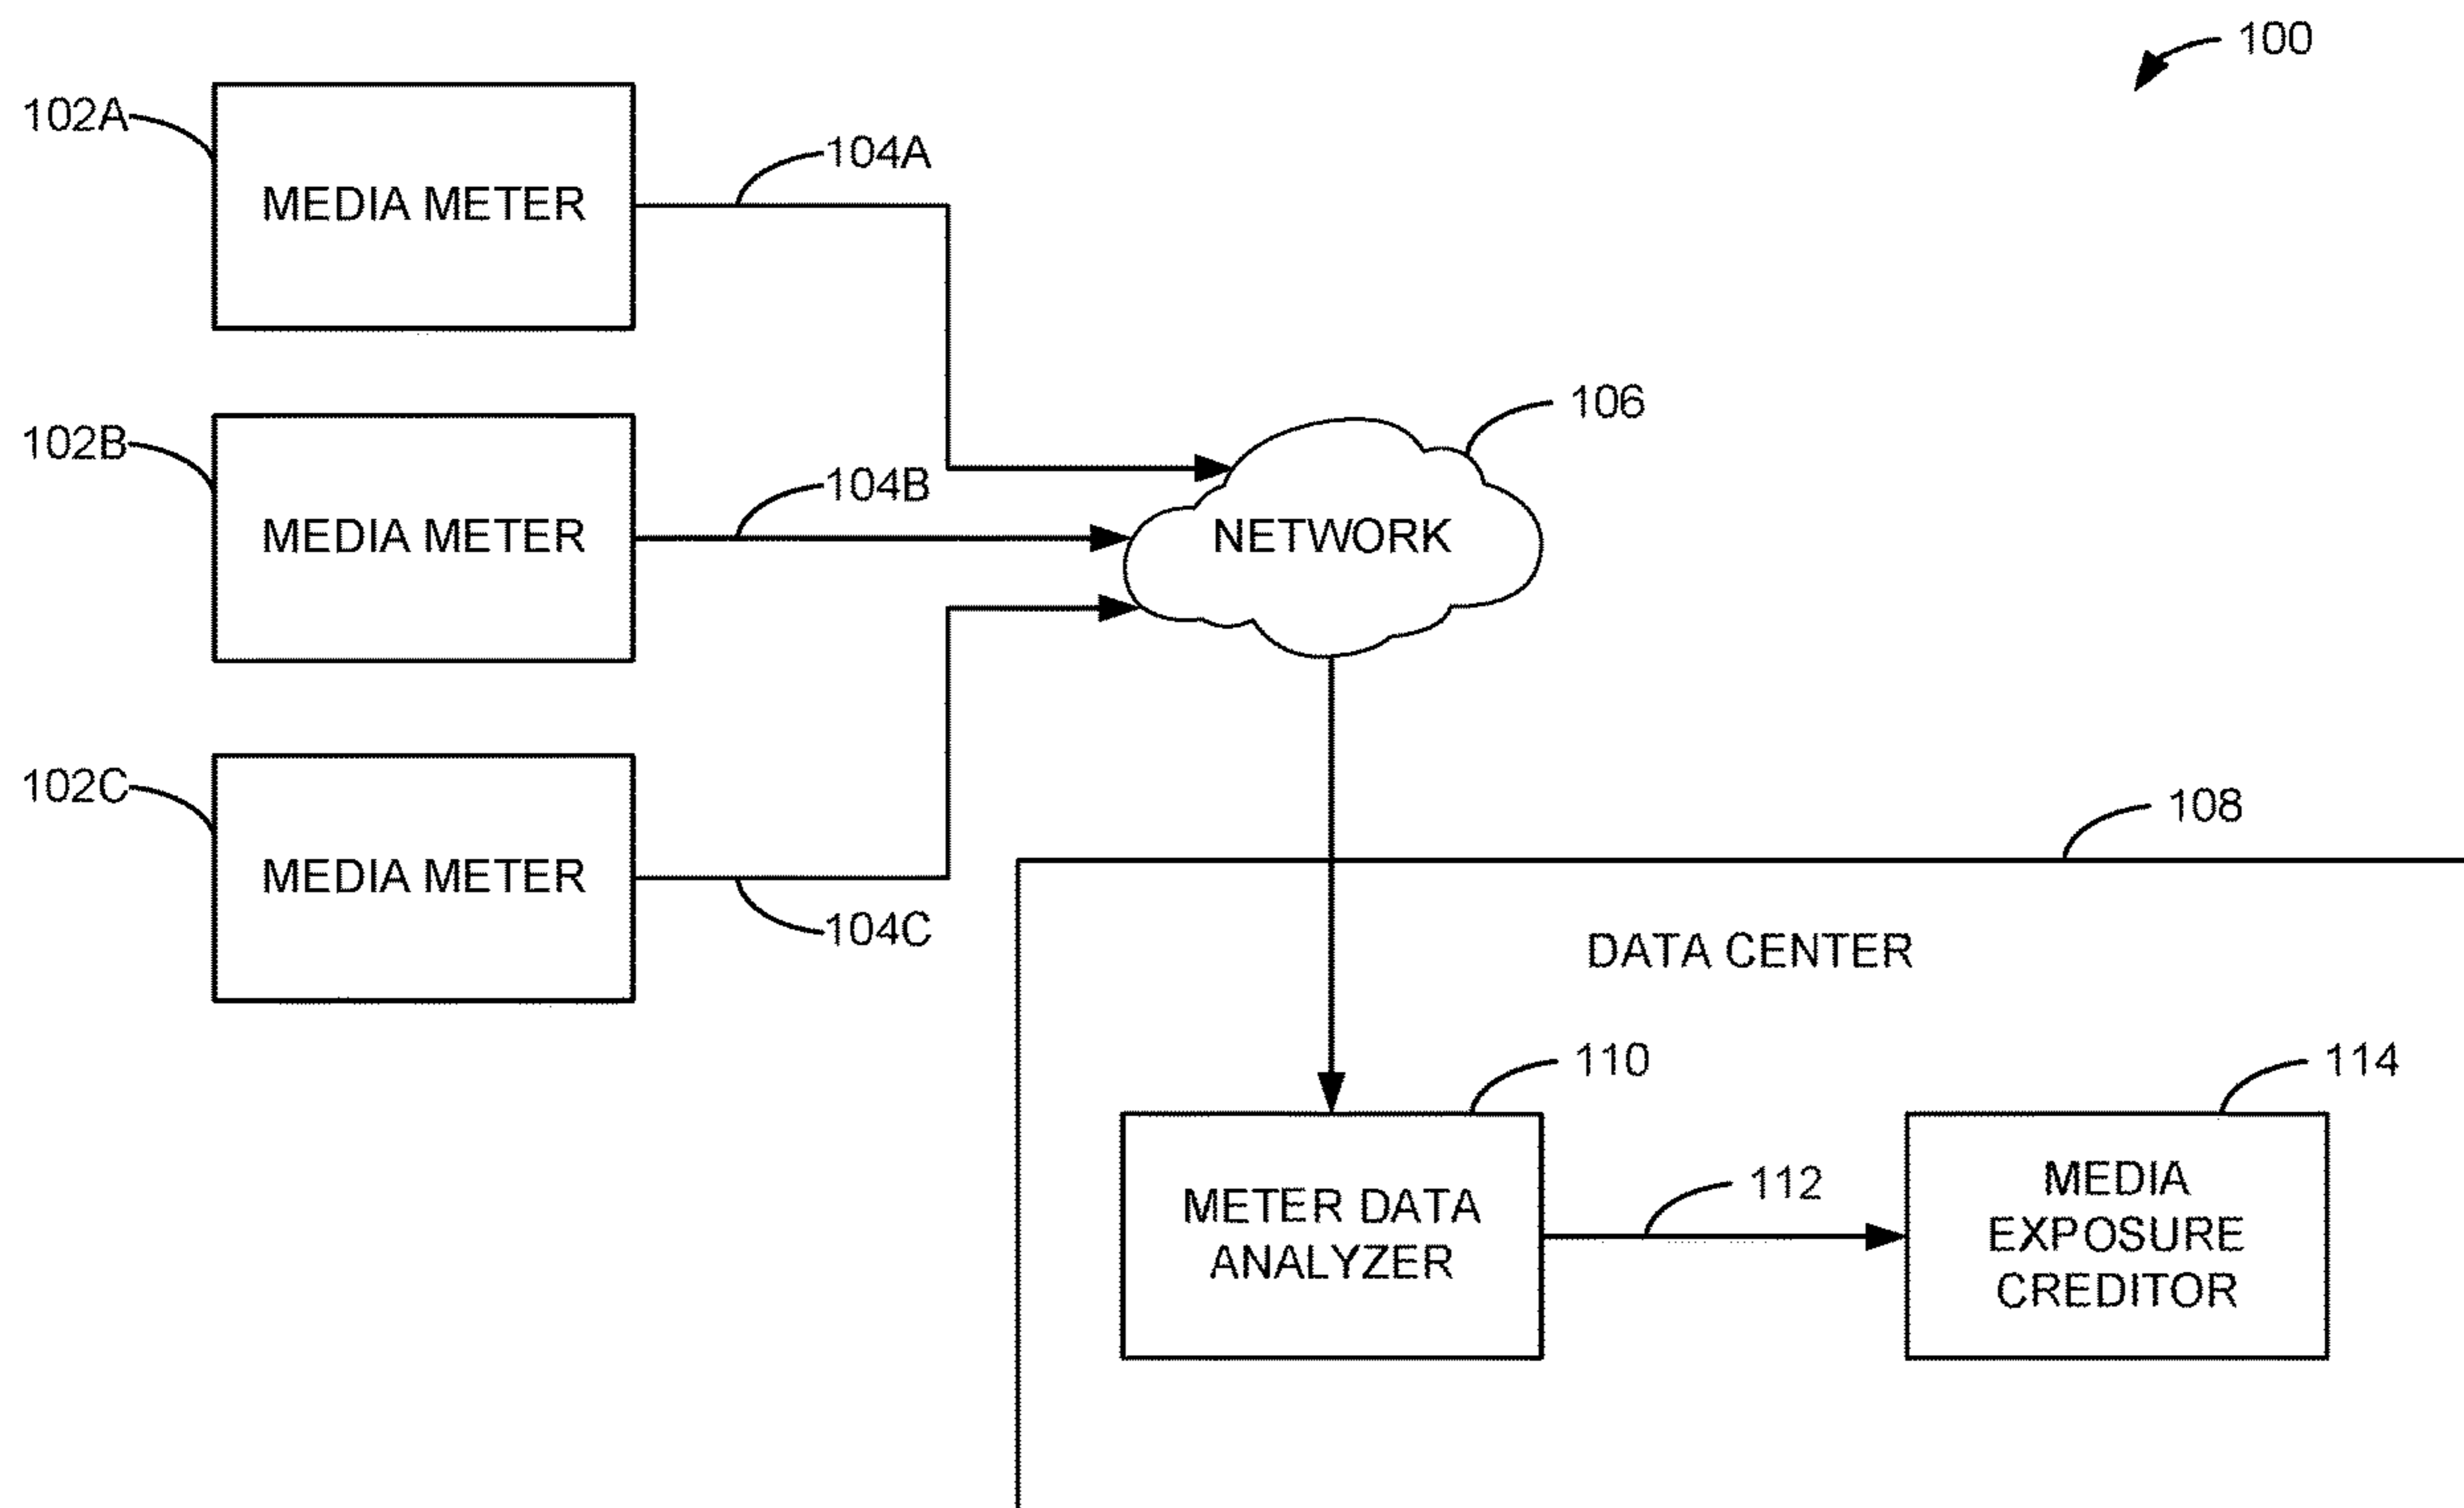 100
102A
104A
MEDIA METER
106
102B
104B
MEDIA METER
NETWORK
102C
108
MEDIA METER
104C
DATA CENTER
110
114
METER DATA
ANALYZER
112
MEDIA
EXPOSURE
CREDITOR